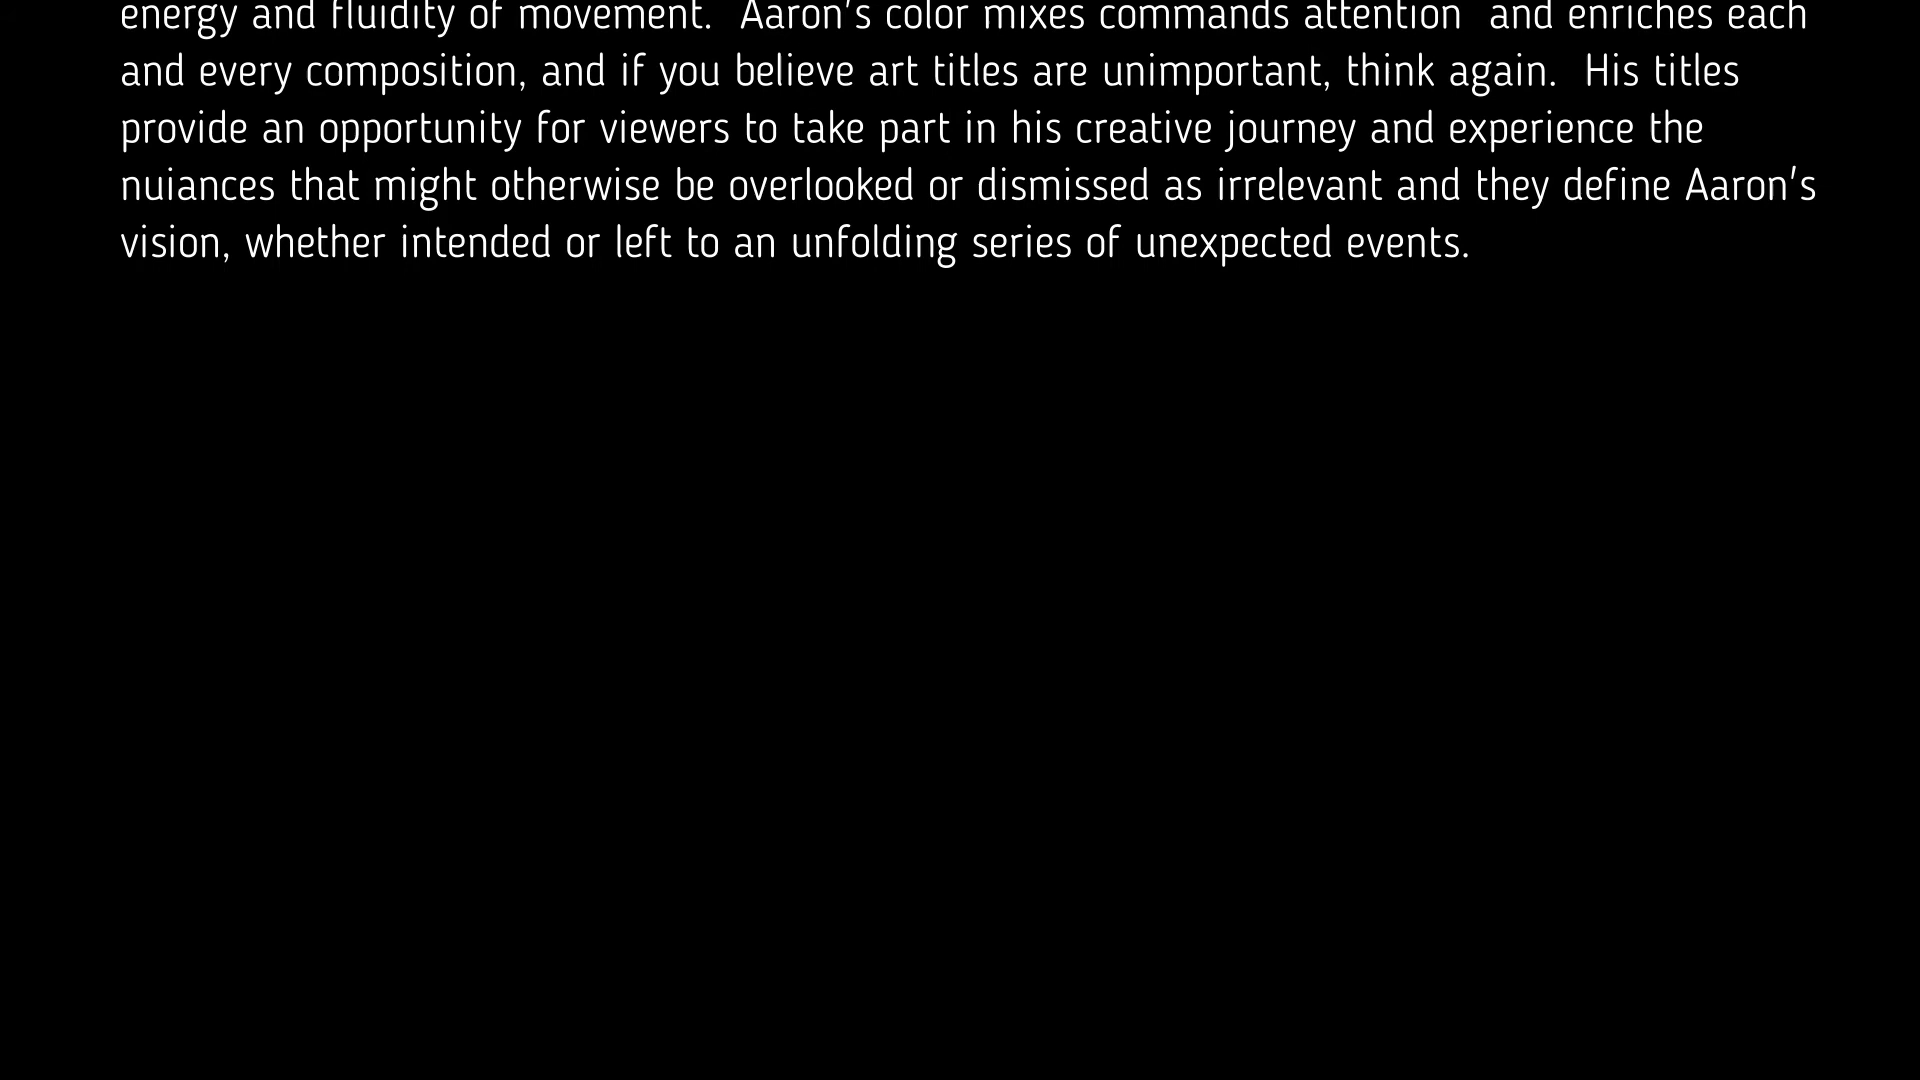 energy and fluidity of movement.  Aaron's color mixes commands attention  and enriches each
and every composition, and if you believe art titles are unimportant, think again.  His titles
provide an opportunity for viewers to take part in his creative journey and experience the
nuiances that might otherwise be overlooked or dismissed as irrelevant and they define Aaron's
vision, whether intended or left to an unfolding series of unexpected events.